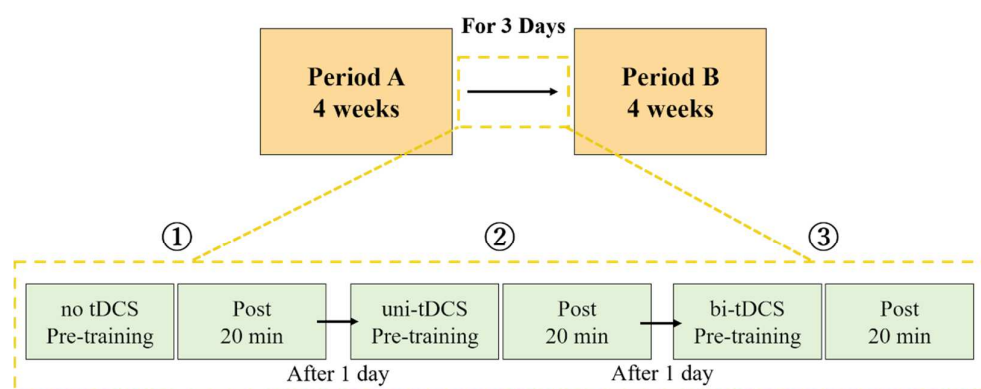 For 3 Days
Period A
4 weeks
Period B
4 weeks
①
②
③
no tDCS
Pre-training
Post
20 min
uni-tDCS
Pre-training
Post
20 min
bi-tDCS
Pre-training
Post
20 min
After 1 day
After 1 day